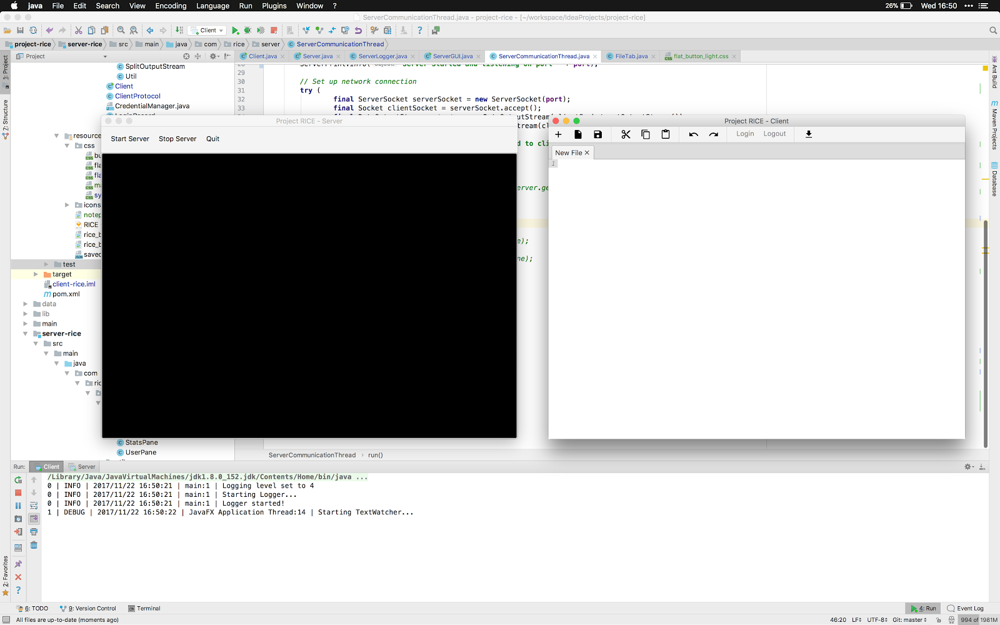 java File Edit Search View Encoding Language Run Plugins Window ? 26% Wed 16:50
ServerCommunicationThread.java - project-rice - [~/workspace/IdeaProjects/project-rice]
Client
project-rice server-rice src main java com rice server ServerCommunicationThread
Project Client.java Server.java ServerLogger.java ServerGUI.java ServerCommunicationThread.java FileTab.java flat_button_light.css
1: Project
7: Structure
2: Favorites
Ant Build
Maven Projects
Database
SplitOutputStream
Util
Client
ClientProtocol
CredentialManager.java
resource
css
bu
fla
fla
ma
sy
icons
notep
RICE
rice_b
rice_b
saved
test
target
client-rice.iml
pom.xml
data
lib
main
server-rice
src
main
java
com
ric
StatsPane
UserPane
29
30 // Set up network connection
31 try (
32 final ServerSocket serverSocket = new ServerSocket(port);
33 final Socket clientSocket = serverSocket.accept();
d to cli
erver.ge
e);
ne);
Project RICE - Server
Start Server Stop Server Quit
Project RICE - Client
Login Logout
New File
1
ServerCommunicationThread › run()
Run: Client Server
/Library/Java/JavaVirtualMachines/jdk1.8.0_152.jdk/Contents/Home/bin/java ...
0 | INFO | 2017/11/22 16:50:21 | main:1 | Logging level set to 4
0 | INFO | 2017/11/22 16:50:21 | main:1 | Starting Logger...
0 | INFO | 2017/11/22 16:50:21 | main:1 | Logger started!
1 | DEBUG | 2017/11/22 16:50:22 | JavaFX Application Thread:14 | Starting TextWatcher...
6: TODO 9: Version Control Terminal 4: Run Event Log
All files are up-to-date (moments ago) 46:20 LF UTF-8 Git: master 994 of 1981M